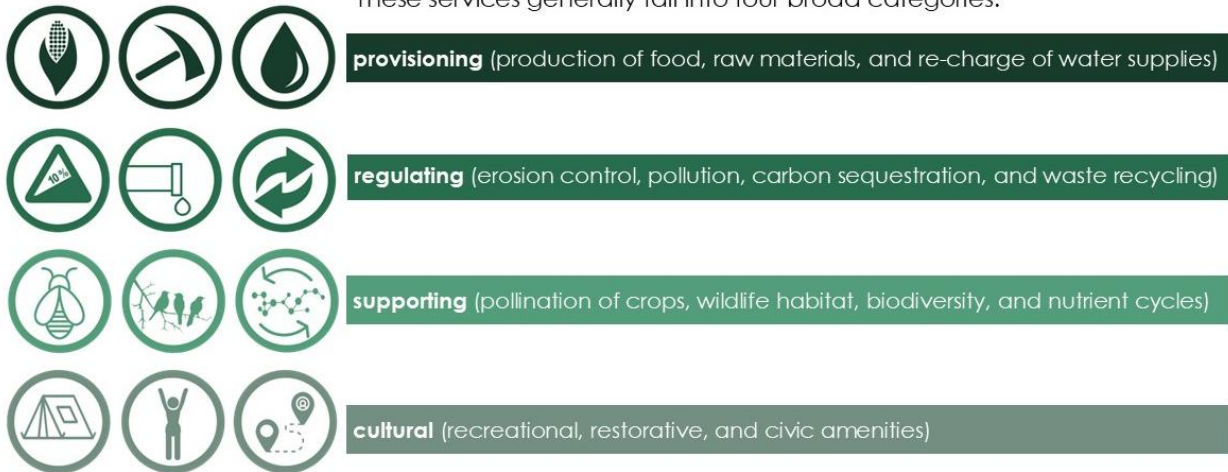 These services generally fall into four broad categories:
provisioning (production of food, raw materials, and re-charge of water supplies)
10%
regulating (erosion control, pollution, carbon sequestration, and waste recycling)
supporting (pollination of crops, wildlife habitat, biodiversity, and nutrient cycles)
@
cultural (recreational, restorative, and civic amenities)